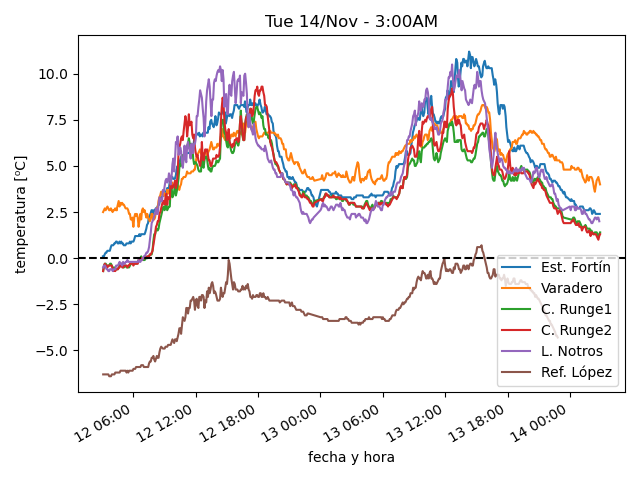 Tue 14/Nov - 3:00AM
temperatura [ºC]
10.0
7.5
5.0
2.5
0.0
−2.5
−5.0
Est. Fortín
Varadero
C. Runge1
C. Runge2
L. Notros
Ref. López
12 06:00
12 12:00
12 18:00
13 00:00
13 06:00
13 12:00
13 18:00
14 00:00
fecha y hora